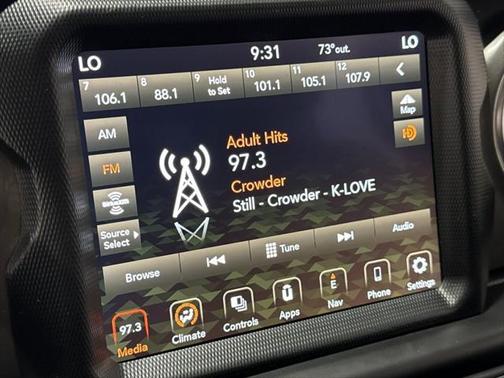 LO 9:31 73°out. LO
7 106.1 8 88.1 9 Hold to Set 10 101.1 11 105.1 12 107.9
AM
Map
Adult Hits
FM
97.3
HD
Crowder
SiriusXM
Still - Crowder - K-LOVE
Source Select
Browse Tune Audio
97.3 E
Media Climate Controls Apps Nav Phone Settings